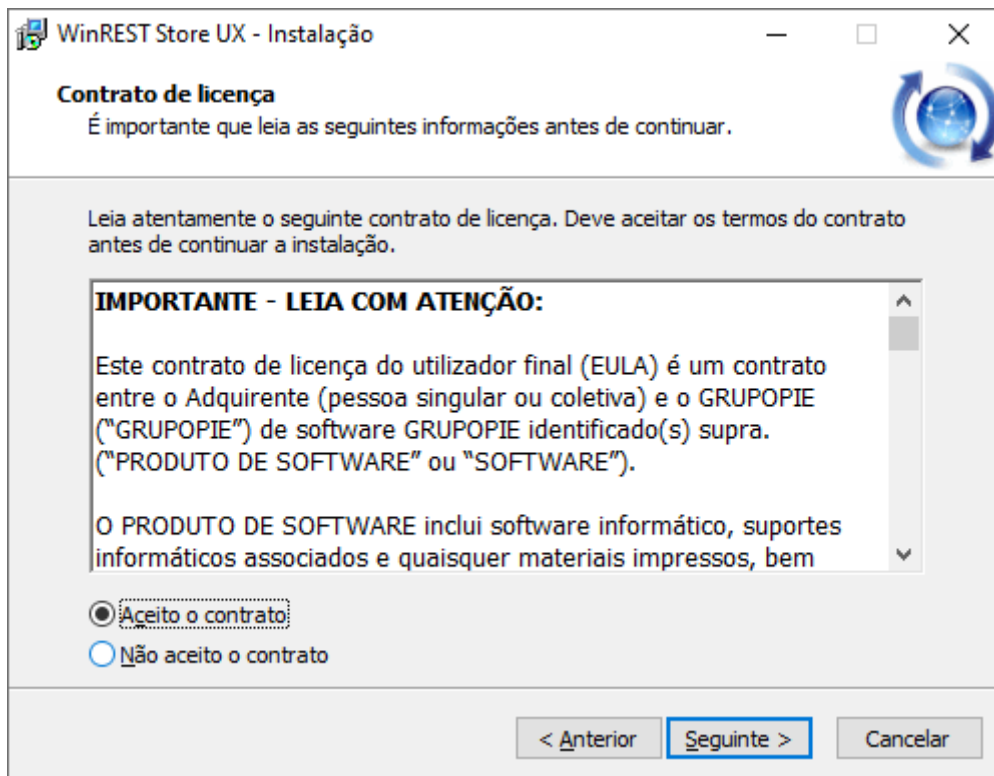 WinREST Store UX - Instalação
Contrato de licença
É importante que leia as seguintes informações antes de continuar.
Leia atentamente o seguinte contrato de licença. Deve aceitar os termos do contrato
antes de continuar a instalação.
IMPORTANTE - LEIA COM ATENÇÃO:
Este contrato de licença do utilizador final (EULA) é um contrato
entre o Adquirente (pessoa singular ou coletiva) e o GRUPOPIE
(“GRUPOPIE”) de software GRUPOPIE identificado(s) supra.
(“PRODUTO DE SOFTWARE” ou “SOFTWARE”).
O PRODUTO DE SOFTWARE inclui software informático, suportes
informáticos associados e quaisquer materiais impressos, bem
Aceito o contrato
Não aceito o contrato
< Anterior
Seguinte >
Cancelar